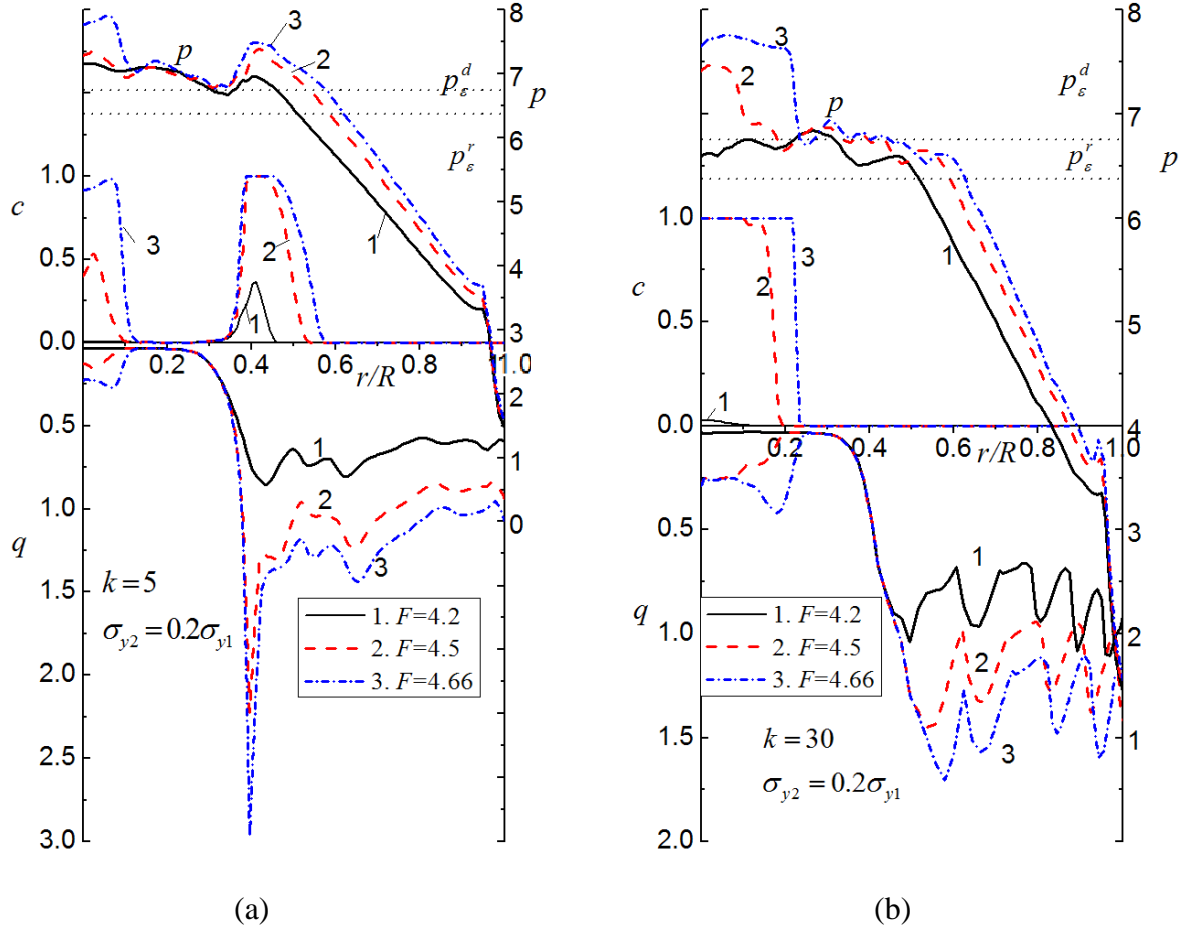 3
8
2
p
7
p_ε^d
p
6
p_ε^r
1.0
5
c
3
2
1
0.5
4
1
0.0
3
0.2
0.4
0.6
0.8
1.0
r/R
2
0.5
1
1
1.0
2
0
q
3
1.5
k=5
σ_y2=0.2σ_y1
1. F=4.2
2. F=4.5
3. F=4.66
2.0
2.5
3.0
(a)
8
3
2
p_ε^d
p
7
p_ε^r
p
1.0
6
3
c
2
1
0.5
5
1
0.0
4
0.2
0.4
0.6
0.8
r/R
0.5
3
1
q
1.0
2
1. F=4.2
2. F=4.5
3. F=4.66
2
1.5
3
1
k=30
σ_y2=0.2σ_y1
2.0
(b)